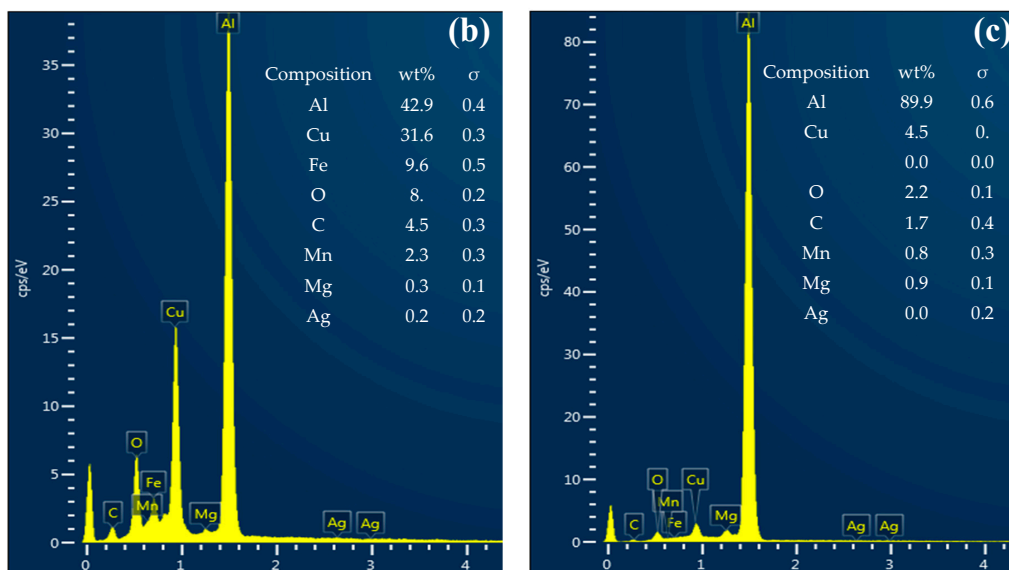 (b)
Al
Composition wt% σ
Al 42.9 0.4
Cu 31.6 0.3
Fe 9.6 0.5
O 8. 0.2
C 4.5 0.3
Mn 2.3 0.3
Mg 0.3 0.1
Ag 0.2 0.2
cps/eV
35
30
25
20
15
10
5
0
Cu
O
Fe
Mn
C
Mg
Ag Ag
0 1 2 3 4
(c)
Al
Composition wt% σ
Al 89.9 0.6
Cu 4.5 0.
0.0 0.0
O 2.2 0.1
C 1.7 0.4
Mn 0.8 0.3
Mg 0.9 0.1
Ag 0.0 0.2
cps/eV
80
70
60
50
40
30
20
10
0
O Cu
Mn
Fe
C
Mg
Ag Ag
0 1 2 3 4